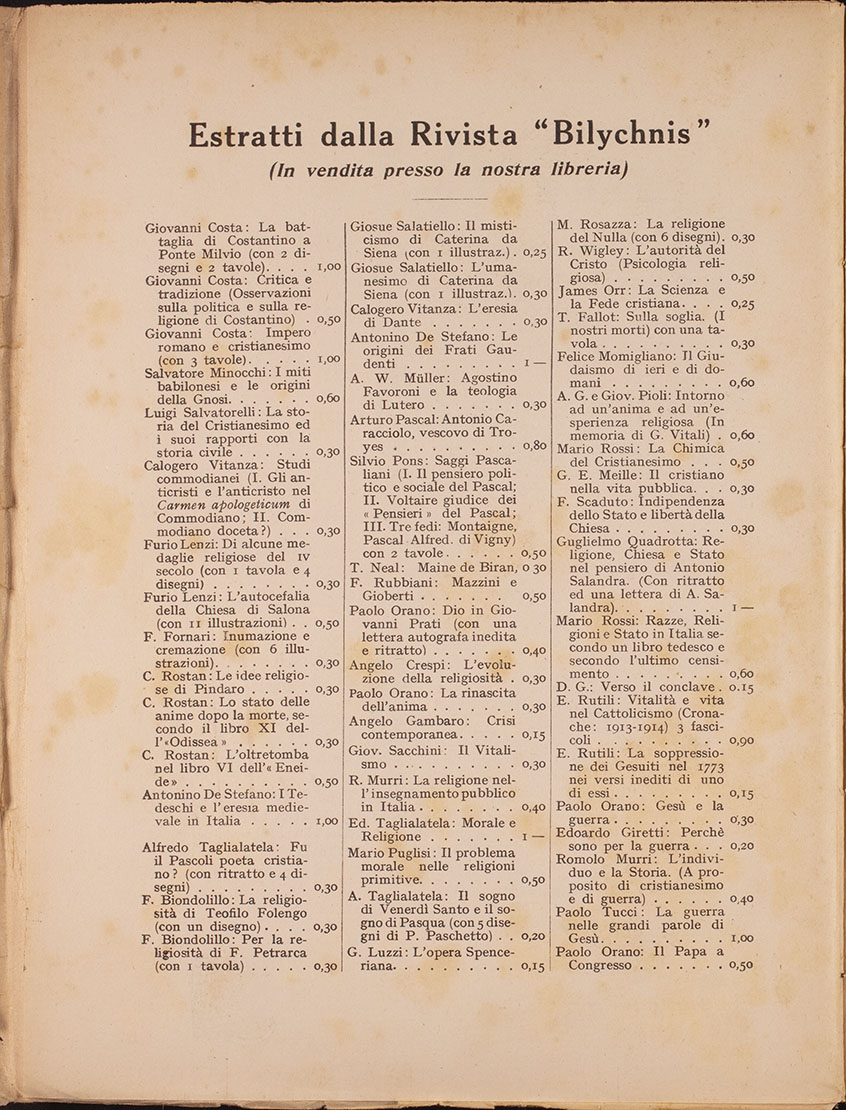 Estratti dalla Rivista “Bilychnis”
(In vendita presso la nostra libreria)
Giovanni Costa: La bat-
taglia di Costantino a
Ponte Milvio (con 2 di-
segni e 2 tavole). . . . 1,00
Giovanni Costa: Critica e
tradizione (Osservazioni
sulla politica e sulla re-
ligione di Costantino) . 0,50
Giovanni Costa: Impero
romano e cristianesimo
(con 3 tavole). . . . . . 1,00
Salvatore Minocchi: I miti
babilonesi e le origini
della Gnosi. . . . . . . 0,60
Luigi Salvatorelli: La sto-
ria del Cristianesimo ed
i suoi rapporti con la
storia civile . . . . . . 0,30
Calogero Vitanza: Studi
commodianei (I. Gli an-
ticristi e l'anticristo nel
Carmen apologeticum di
Commodiano; II. Com-
modiano doceta?) . . . 0,30
Furio Lenzi: Di alcune me-
daglie religiose del IV
secolo (con 1 tavola e 4
disegni) . . . . . . . . 0,30
Furio Lenzi: L'autocefalia
della Chiesa di Salona
(con 11 illustrazioni) . . 0,50
F. Fornari: Inumazione e
cremazione (con 6 illu-
strazioni). . . . . . . . 0,30
C. Rostan: Le idee religio-
se di Pindaro . . . . . 0,30
C. Rostan: Lo stato delle
anime dopo la morte, se-
condo il libro XI del-
l'«Odissea» . . . . . . 0,30
C. Rostan: L'oltretomba
nel libro VI dell'« Enei-
de» . . . . . . . . . . 0,50
Antonino De Stefano: I Te-
deschi e l'eresia medie-
vale in Italia . . . . . 1,00
Alfredo Taglialatela: Fu
il Pascoli poeta cristia-
no? (con ritratto e 4 di-
segni) . . . . . . . . . 0,30
F. Biondolillo: La religio-
sità di Teofilo Folengo
(con un disegno) . . . . 0,30
F. Biondolillo: Per la re-
ligiosità di F. Petrarca
(con 1 tavola) . . . . . 0,30
Giosue Salatiello: Il misti-
cismo di Caterina da
Siena (con 1 illustraz.) . 0,25
Giosue Salatiello: L'uma-
nesimo di Caterina da
Siena (con 1 illustraz.). 0,30
Calogero Vitanza: L'eresia
di Dante . . . . . . . 0,30
Antonino De Stefano: Le
origini dei Frati Gau-
denti . . . . . . . . . 1 —
A. W. Müller: Agostino
Favoroni e la teologia
di Lutero . . . . . . . 0,30
Arturo Pascal: Antonio Ca-
racciolo, vescovo di Tro-
yes . . . . . . . . . . 0,80
Silvio Pons: Saggi Pasca-
liani (I. Il pensiero poli-
tico e sociale del Pascal;
II. Voltaire giudice dei
« Pensieri » del Pascal;
III. Tre fedi: Montaigne,
Pascal Alfred. di Vigny)
con 2 tavole . . . . . . 0,50
T. Neal: Maine de Biran, 0 30
F. Rubbiani: Mazzini e
Gioberti . . . . . . . 0,50
Paolo Orano: Dio in Gio-
vanni Prati (con una
lettera autografa inedita
e ritratto) . . . . . . . 0,40
Angelo Crespi: L'evolu-
zione della religiosità . 0,30
Paolo Orano: La rinascita
dell'anima . . . . . . . 0,30
Angelo Gambaro: Crisi
contemporanea. . . . . 0,15
Giov. Sacchini: Il Vitali-
smo . . . . . . . . . . 0,30
R. Murri: La religione nel-
l'insegnamento pubblico
in Italia . . . . . . . . 0,40
Ed. Taglialatela: Morale e
Religione . . . . . . . 1 —
Mario Puglisi: Il problema
morale nelle religioni
primitive. . . . . . . . 0,50
A. Taglialatela: Il sogno
di Venerdì Santo e il so-
gno di Pasqua (con 5 dise-
gni di P. Paschetto) . . 0,20
G. Luzzi: L'opera Spence-
riana. . . . . . . . . . 0,15
M. Rosazza: La religione
del Nulla (con 6 disegni). 0,30
R. Wigley: L'autorità del
Cristo (Psicologia reli-
giosa) . . . . . . . . . 0,50
James Orr: La Scienza e
la Fede cristiana. . . . 0,25
T. Fallot: Sulla soglia. (I
nostri morti) con una ta-
vola . . . . . . . . . . 0,30
Felice Momigliano: Il Giu-
daismo di ieri e di do-
mani . . . . . . . . . 0,60
A. G. e Giov. Pioli: Intorno
ad un'anima e ad un'e-
sperienza religiosa (In
memoria di G. Vitali) . 0,60
Mario Rossi: La Chimica
del Cristianesimo . . . 0,50
G. E. Meille: Il cristiano
nella vita pubblica. . . 0,30
F. Scaduto: Indipendenza
dello Stato e libertà della
Chiesa . . . . . . . . . 0,30
Guglielmo Quadrotta: Re-
ligione, Chiesa e Stato
nel pensiero di Antonio
Salandra. (Con ritratto
ed una lettera di A. Sa-
landra). . . . . . . . . 1 —
Mario Rossi: Razze, Reli-
gioni e Stato in Italia se-
condo un libro tedesco e
secondo l'ultimo censi-
mento . . . . . . . . . 0,60
D. G.: Verso il conclave . 0.15
E. Rutili: Vitalità e vita
nel Cattolicismo (Crona-
che: 1913-1914) 3 fasci-
coli . . . . . . . . . . 0,90
E. Rutili: La soppressio-
ne dei Gesuiti nel 1773
nei versi inediti di uno
di essi . . . . . . . . . 0,15
Paolo Orano: Gesù e la
guerra . . . . . . . . . 0,30
Edoardo Giretti: Perchè
sono per la guerra . . . 0,20
Romolo Murri: L'indivi-
duo e la Storia. (A pro-
posito di cristianesimo
e di guerra) . . . . . . 0,40
Paolo Tucci: La guerra
nelle grandi parole di
Gesù. . . . . . . . . . 1,00
Paolo Orano: Il Papa a
Congresso . . . . . . . 0,50